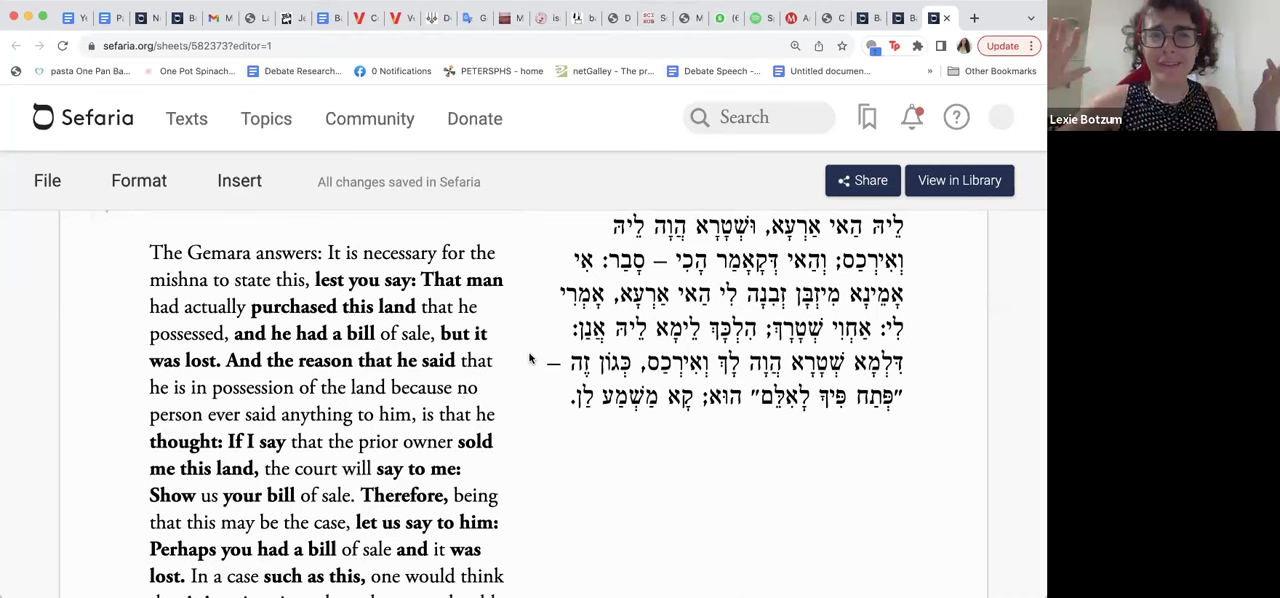 sefaria.org/sheets/582373?editor=1
Update
pasta One Pan Ba...
One Pot Spinach...
Debate Research...
0 Notifications
PETERSPHS - home
netGalley - The pr...
Debate Speech -...
Untitled documen...
»
Other Bookmarks
Sefaria
Texts
Topics
Community
Donate
Search
File
Format
Insert
All changes saved in Sefaria
Share
View in Library
The Gemara answers: It is necessary for the
mishna to state this, lest you say: That man
had actually purchased this land that he
possessed, and he had a bill of sale, but it
was lost. And the reason that he said that
he is in possession of the land because no
person ever said anything to him, is that he
thought: If I say that the prior owner sold
me this land, the court will say to me:
Show us your bill of sale. Therefore, being
that this may be the case, let us say to him:
Perhaps you had a bill of sale and it was
lost. In a case such as this, one would think
לֵיהּ הַאי אַרְעָא, וּשְׁטָרָא הֲוָה לֵיהּ
וְאִירְכַס; וְהַאי דְּקָאָמַר הָכִי – סָבַר: אִי
אָמֵינָא מִיזְבָּן זְבִנָהּ לִי הַאי אַרְעָא, אָמְרִי
לִי: אַחְוִי שְׁטָרָךְ; הִלְכָּךְ לֵימָא לֵיהּ אֲנַן:
דִּלְמָא שְׁטָרָא הֲוָה לָךְ וְאִירְכַס, כְּגוֹן זֶה –
״פְּתַח פִּיךָ לְאִלֵּם״ הוּא; קָא מַשְׁמַע לַן.
Lexie Botzum